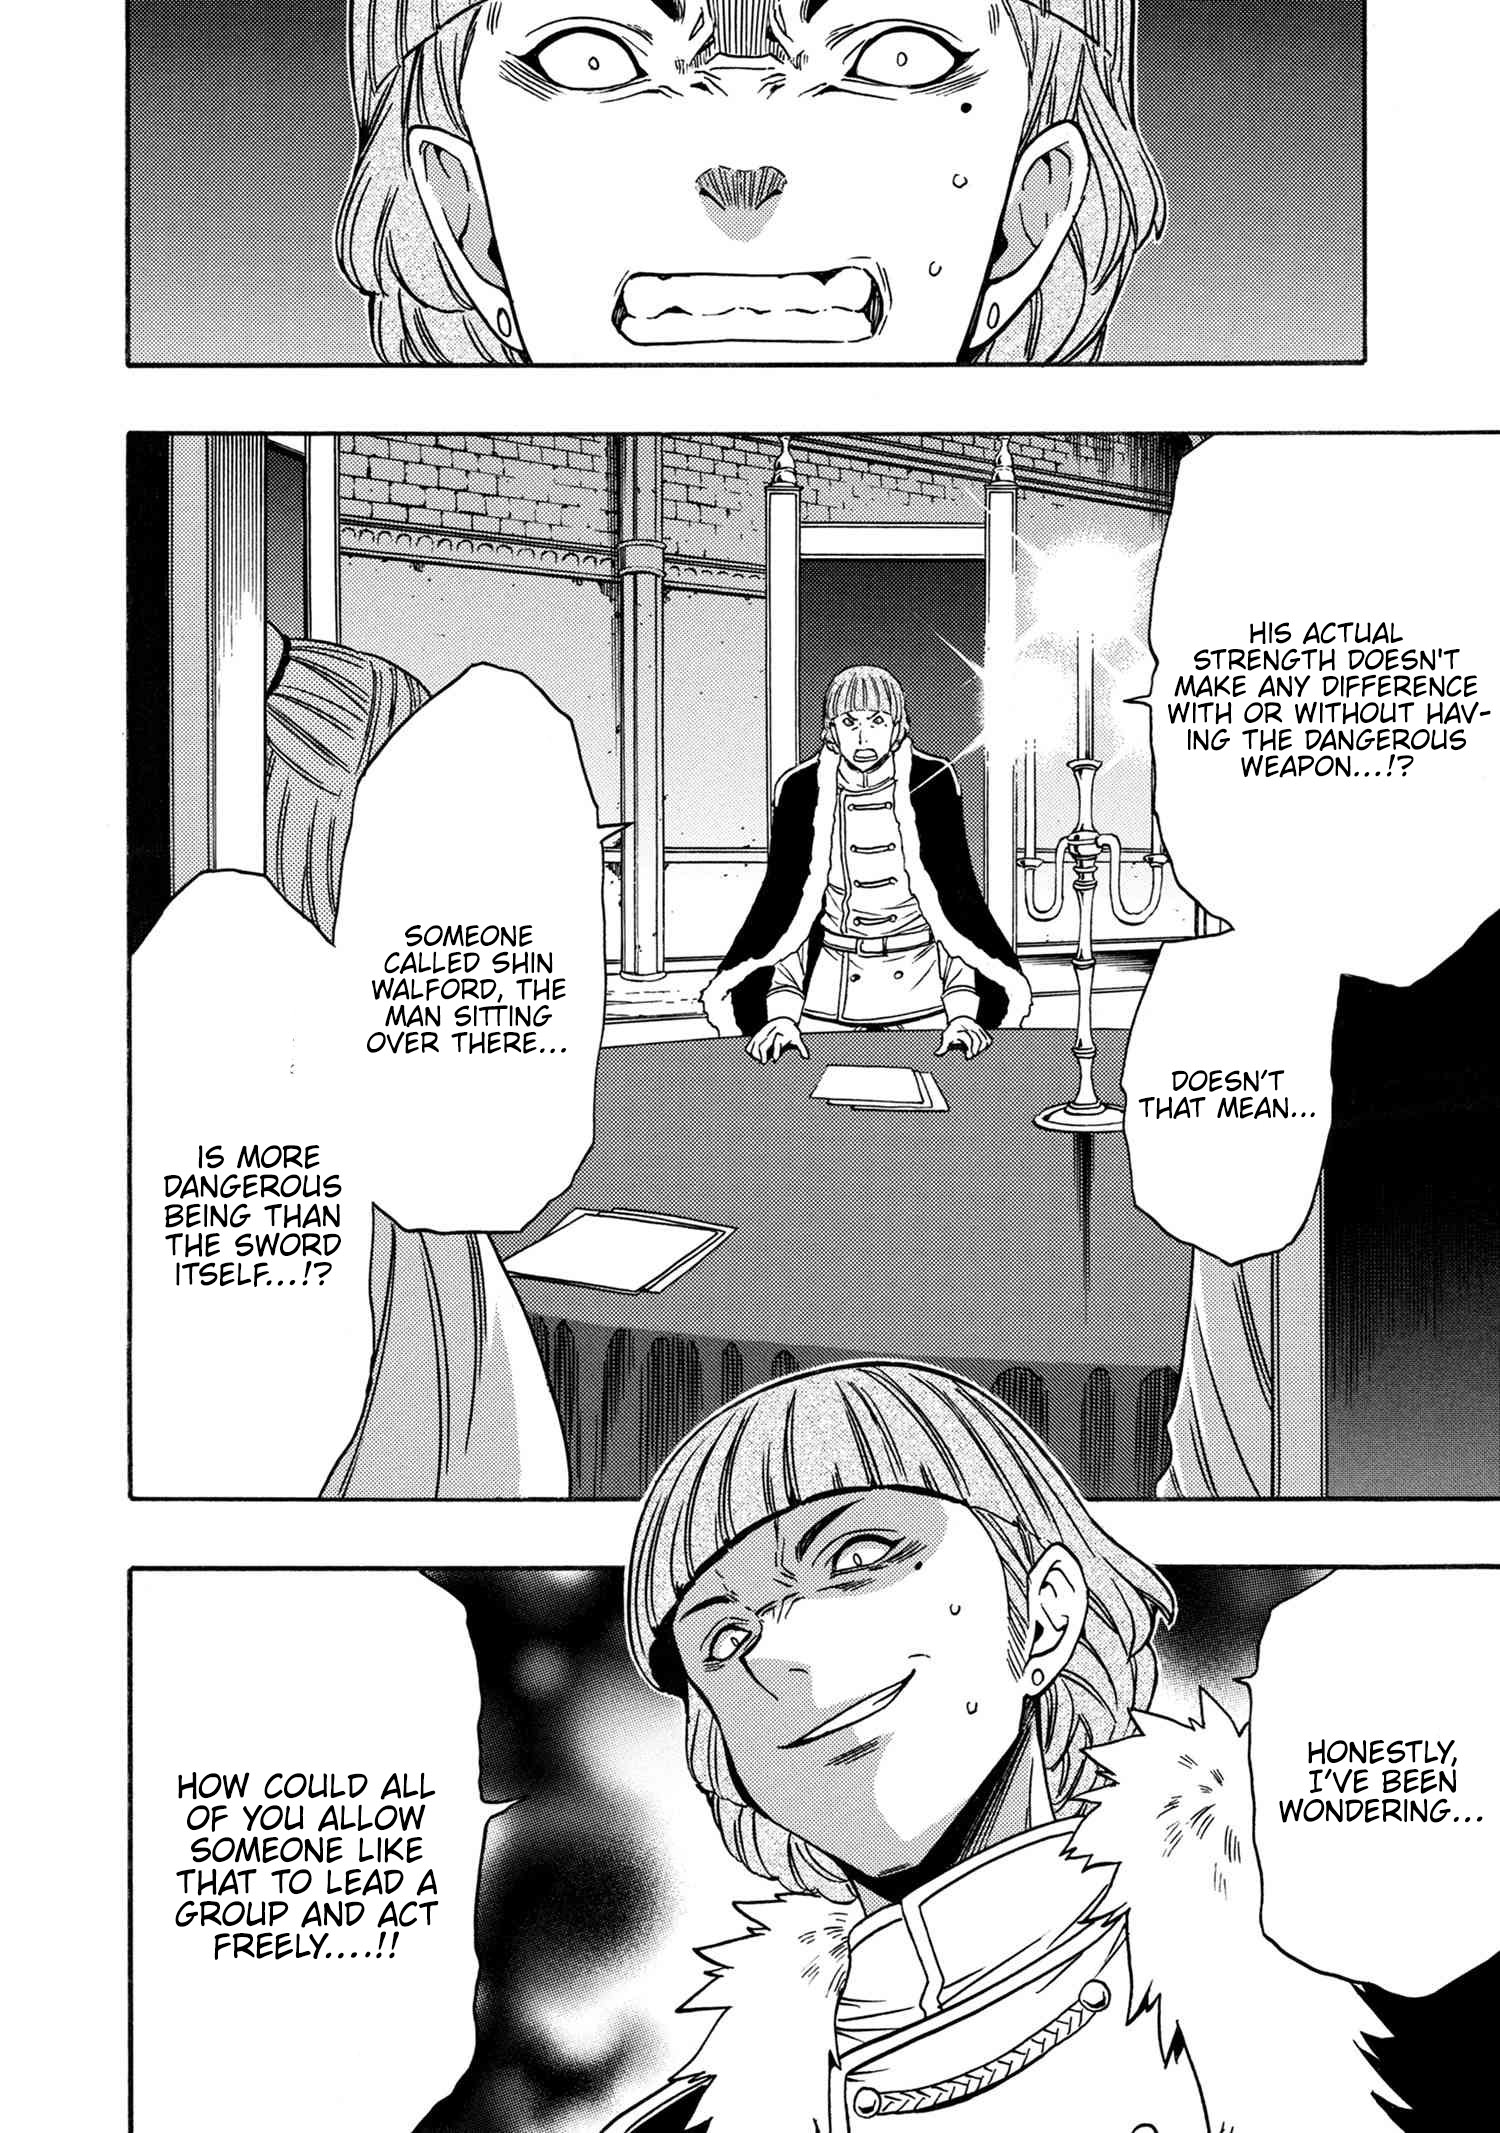 HIS ACTUAL
STRENGTH DOESN'T
MAKE ANY DIFFERENCE
WITH OR WITHOUT HAV-
ING THE DANGEROUS
WEAPON...!?
DOESN'T
THAT MEAN...
SOMEONE
CALLED SHIN
WALFORD, THE
MAN SITTING
OVER THERE...
IS MORE
DANGEROUS
BEING THAN
THE SWORD
ITSELF...!?
HONESTLY,
I'VE BEEN
WONDERING...
HOW COULD ALL
OF YOU ALLOW
SOMEONE LIKE
THAT TO LEAD A
GROUP AND ACT
FREELY....!!